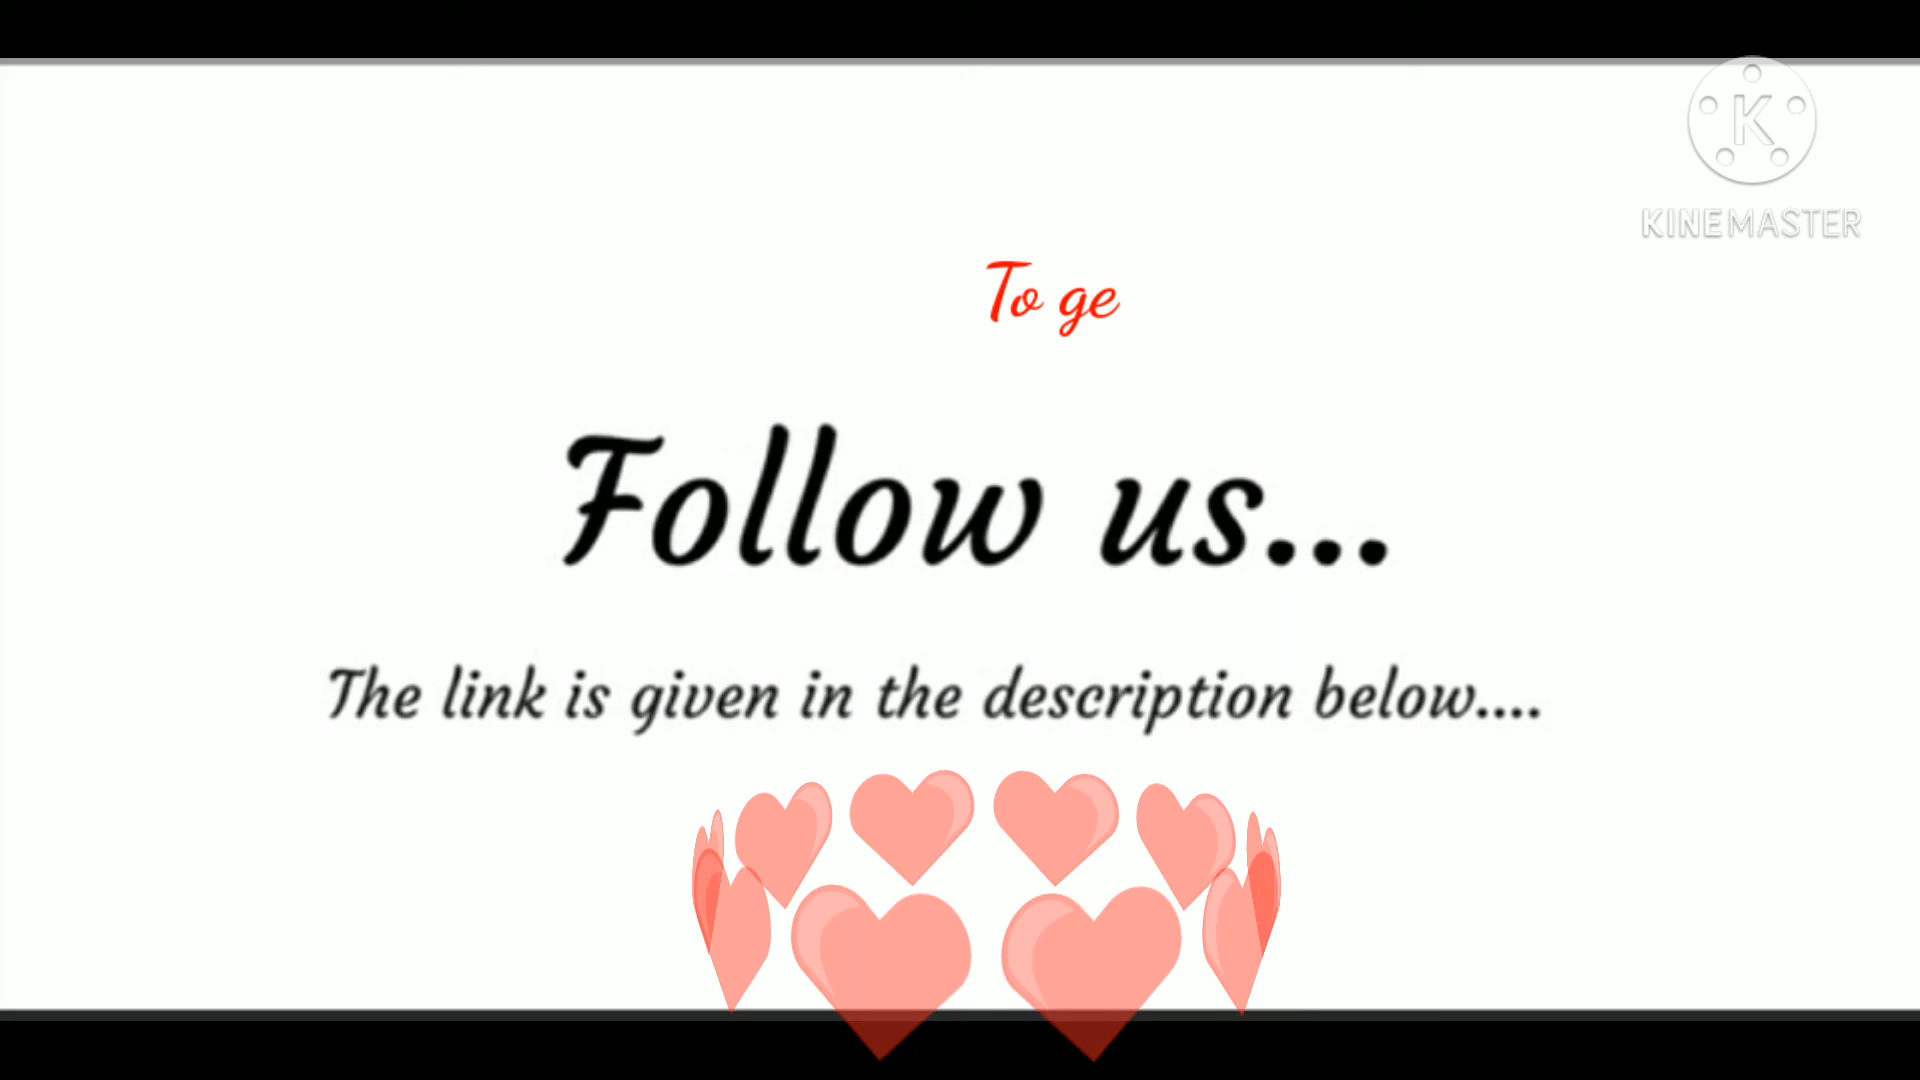 K
KINEMASTER
To ge
Follow us...
The link is given in the description below....